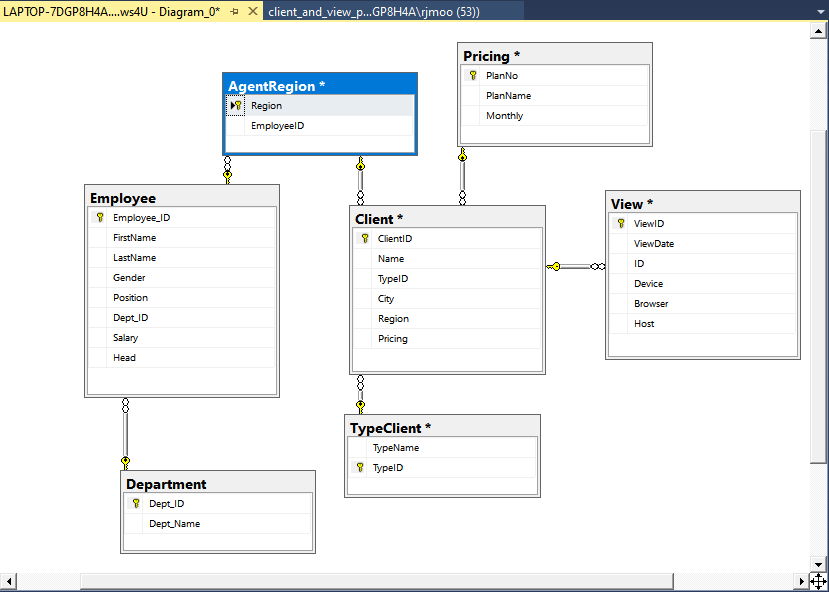 LAPTOP-7DGP8H4A....ws4U - Diagram_0*
client_and_view_p...GP8H4A\rjmoo (53))
Pricing *
PlanNo
PlanName
Monthly
AgentRegion *
Region
EmployeeID
Employee
Employee_ID
FirstName
LastName
Gender
Position
Dept_ID
Salary
Head
Client *
ClientID
Name
TypeID
City
Region
Pricing
View *
ViewID
ViewDate
ID
Device
Browser
Host
TypeClient *
TypeName
TypeID
Department
Dept_ID
Dept_Name